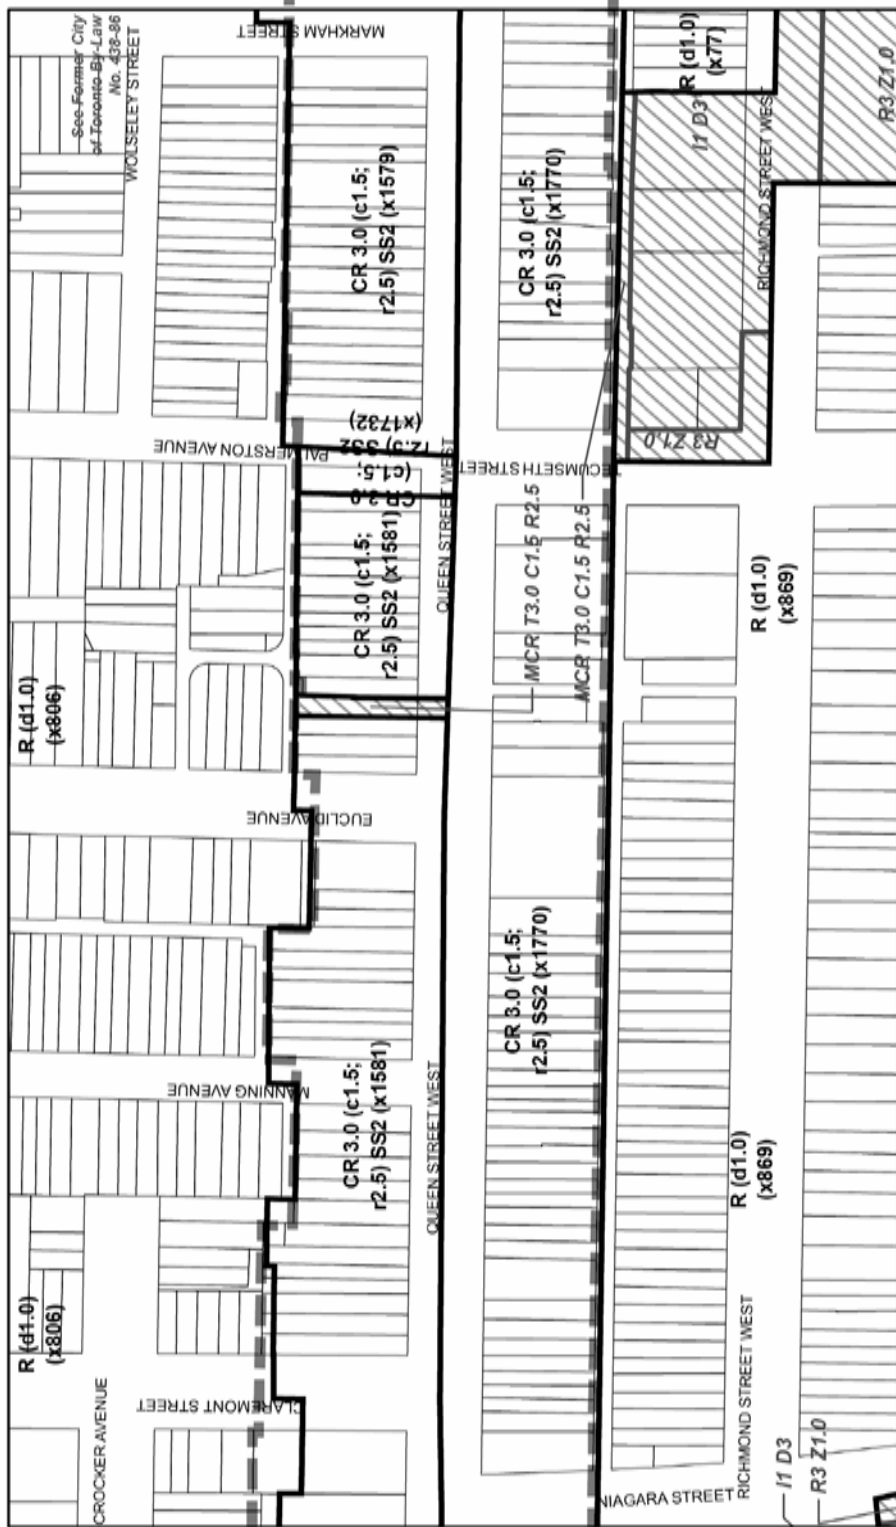 See Former City
of Toronto By-Law
No. 438-86
WOLSELEY STREET
MARKHAM STREET
R (d1.0)
(x77)
I1 D3
R3 Z1.0
RICHMOND STREET WEST
CR 3.0 (c1.5;
r2.5) SS2 (x1579)
CR 3.0 (c1.5;
r2.5) SS2 (x1770)
PALMERSTON AVENUE
CR 3.0
(c1.5;
r2.5) SS2
(x1732)
QUEEN STREET WEST
TECUMSETH STREET
R3 Z1.0
CR 3.0 (c1.5;
r2.5) SS2 (x1581)
MCR T3.0 C1.5 R2.5
MCR T3.0 C1.5 R2.5
R (d1.0)
(x869)
R (d1.0)
(x806)
EUCLID AVENUE
CR 3.0 (c1.5;
r2.5) SS2 (x1770)
MANNING AVENUE
CR 3.0 (c1.5;
r2.5) SS2 (x1581)
QUEEN STREET WEST
R (d1.0)
(x869)
R (d1.0)
(x806)
CROCKER AVENUE
CLAREMONT STREET
NIAGARA STREET
RICHMOND STREET WEST
I1 D3
R3 Z1.0